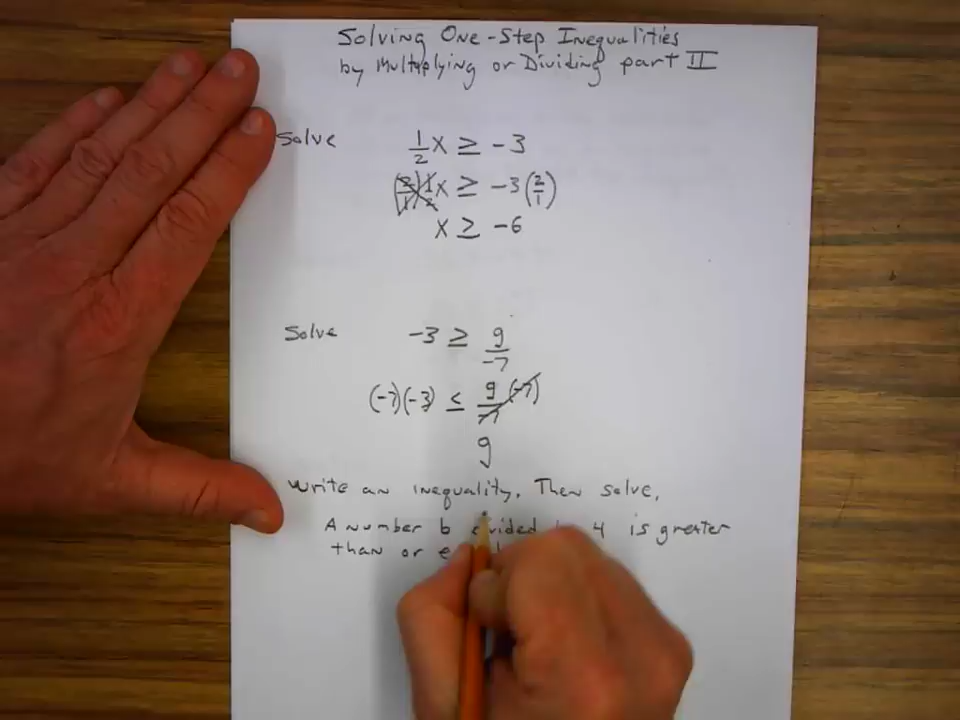 Solving One-Step Inequalities
by Multiplying or Dividing part II
Solve
1/2 x ≥ -3
(2/1) 1/2 x ≥ -3 (2/1)
x ≥ -6
Solve
-3 ≥ g/-7
(-7)(-3) ≤ g/-7 (-7)
g
Write an inequality. Then solve.
A number b 4 is greater
than or